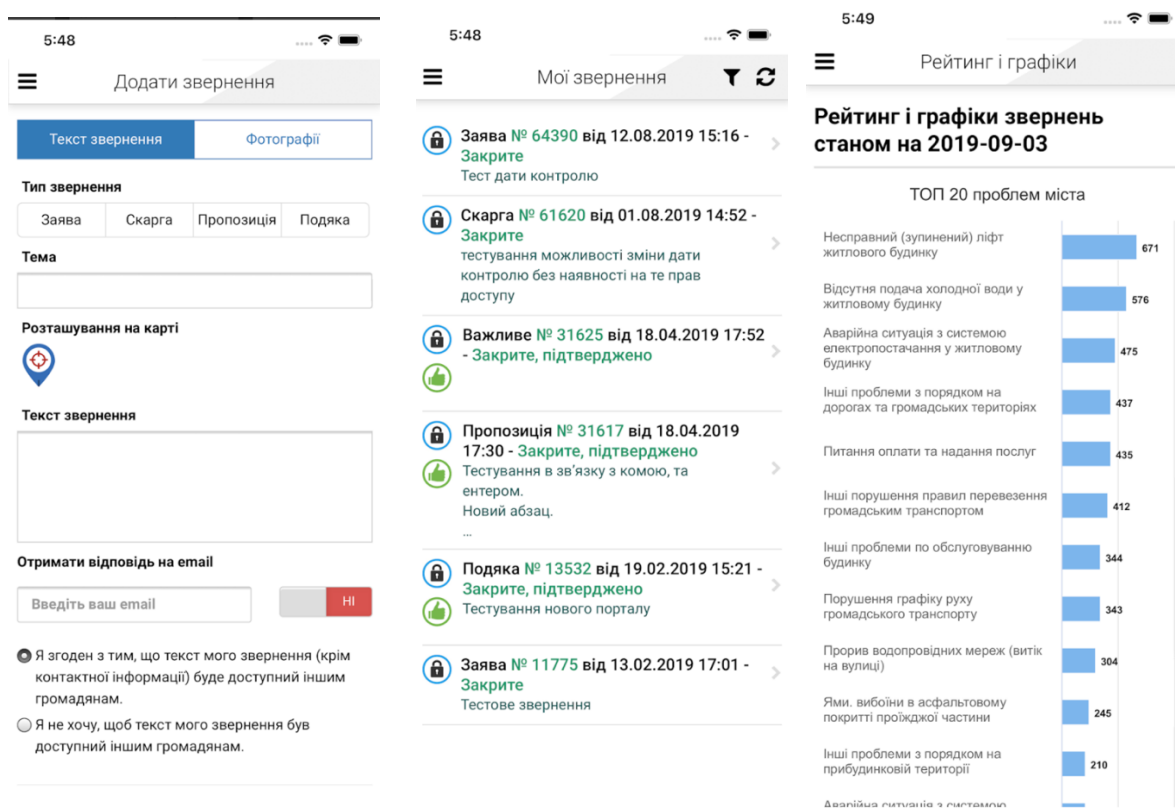 5:48
Додати звернення
Текст звернення
Фотографії
Тип звернення
Заява
Скарга
Пропозиція
Подяка
Тема
Розташування на карті
Текст звернення
Отримати відповідь на email
Введіть ваш email
НІ
Я згоден з тим, що текст мого звернення (крім
контактної інформації) буде доступний іншим
громадянам.
Я не хочу, щоб текст мого звернення був
доступний іншим громадянам.
5:48
Мої звернення
Заява № 64390 від 12.08.2019 15:16 -
Закрите
Тест дати контролю
Скарга № 61620 від 01.08.2019 14:52 -
Закрите
тестування можливості зміни дати
контролю без наявності на те прав
доступу
Важливе № 31625 від 18.04.2019 17:52
- Закрите, підтверджено
Пропозиція № 31617 від 18.04.2019
17:30 - Закрите, підтверджено
Тестування в зв'язку з комою, та
ентером.
Новий абзац.
...
Подяка № 13532 від 19.02.2019 15:21 -
Закрите, підтверджено
Тестування нового порталу
Заява № 11775 від 13.02.2019 17:01 -
Закрите
Тестове звернення
5:49
Рейтинг і графіки
Рейтинг і графіки звернень
станом на 2019-09-03
ТОП 20 проблем міста
Несправний (зупинений) ліфт
житлового будинку
671
Відсутня подача холодної води у
житловому будинку
576
Аварійна ситуація з системою
електропостачання у житловому
будинку
475
Інші проблеми з порядком на
дорогах та громадських територіях
437
Питання оплати та надання послуг
435
Інші порушення правил перевезення
громадським транспортом
412
Інші проблеми по обслуговуванню
будинку
344
Порушення графіку руху
громадського транспорту
343
Прорив водопровідних мереж (витік
на вулиці)
304
Ями. вибоїни в асфальтовому
покритті проїжджої частини
245
Інші проблеми з порядком на
прибудинковій території
210
Аварійна ситуація з системою